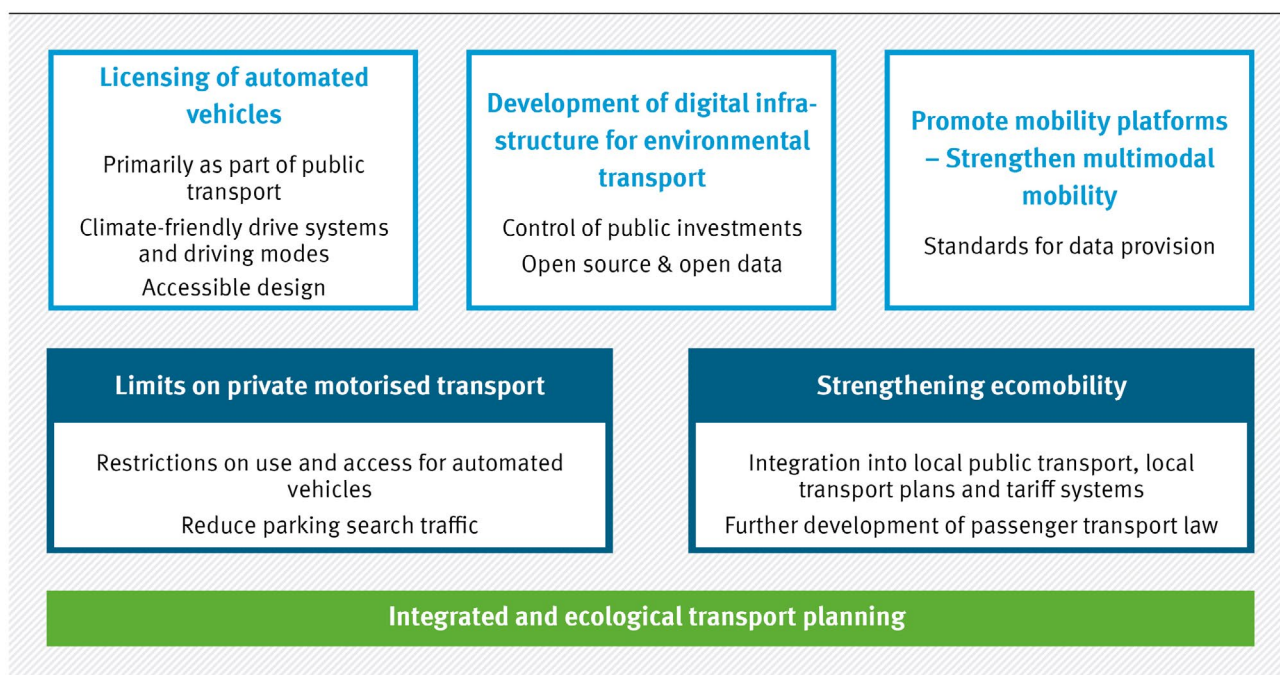 Licensing of automated
vehicles
Primarily as part of public
transport
Climate-friendly drive systems
and driving modes
Accessible design
Development of digital infra-
structure for environmental
transport
Control of public investments
Open source & open data
Promote mobility platforms
– Strengthen multimodal
mobility
Standards for data provision
Limits on private motorised transport
Restrictions on use and access for automated
vehicles
Reduce parking search traffic
Strengthening ecomobility
Integration into local public transport, local
transport plans and tariff systems
Further development of passenger transport law
Integrated and ecological transport planning